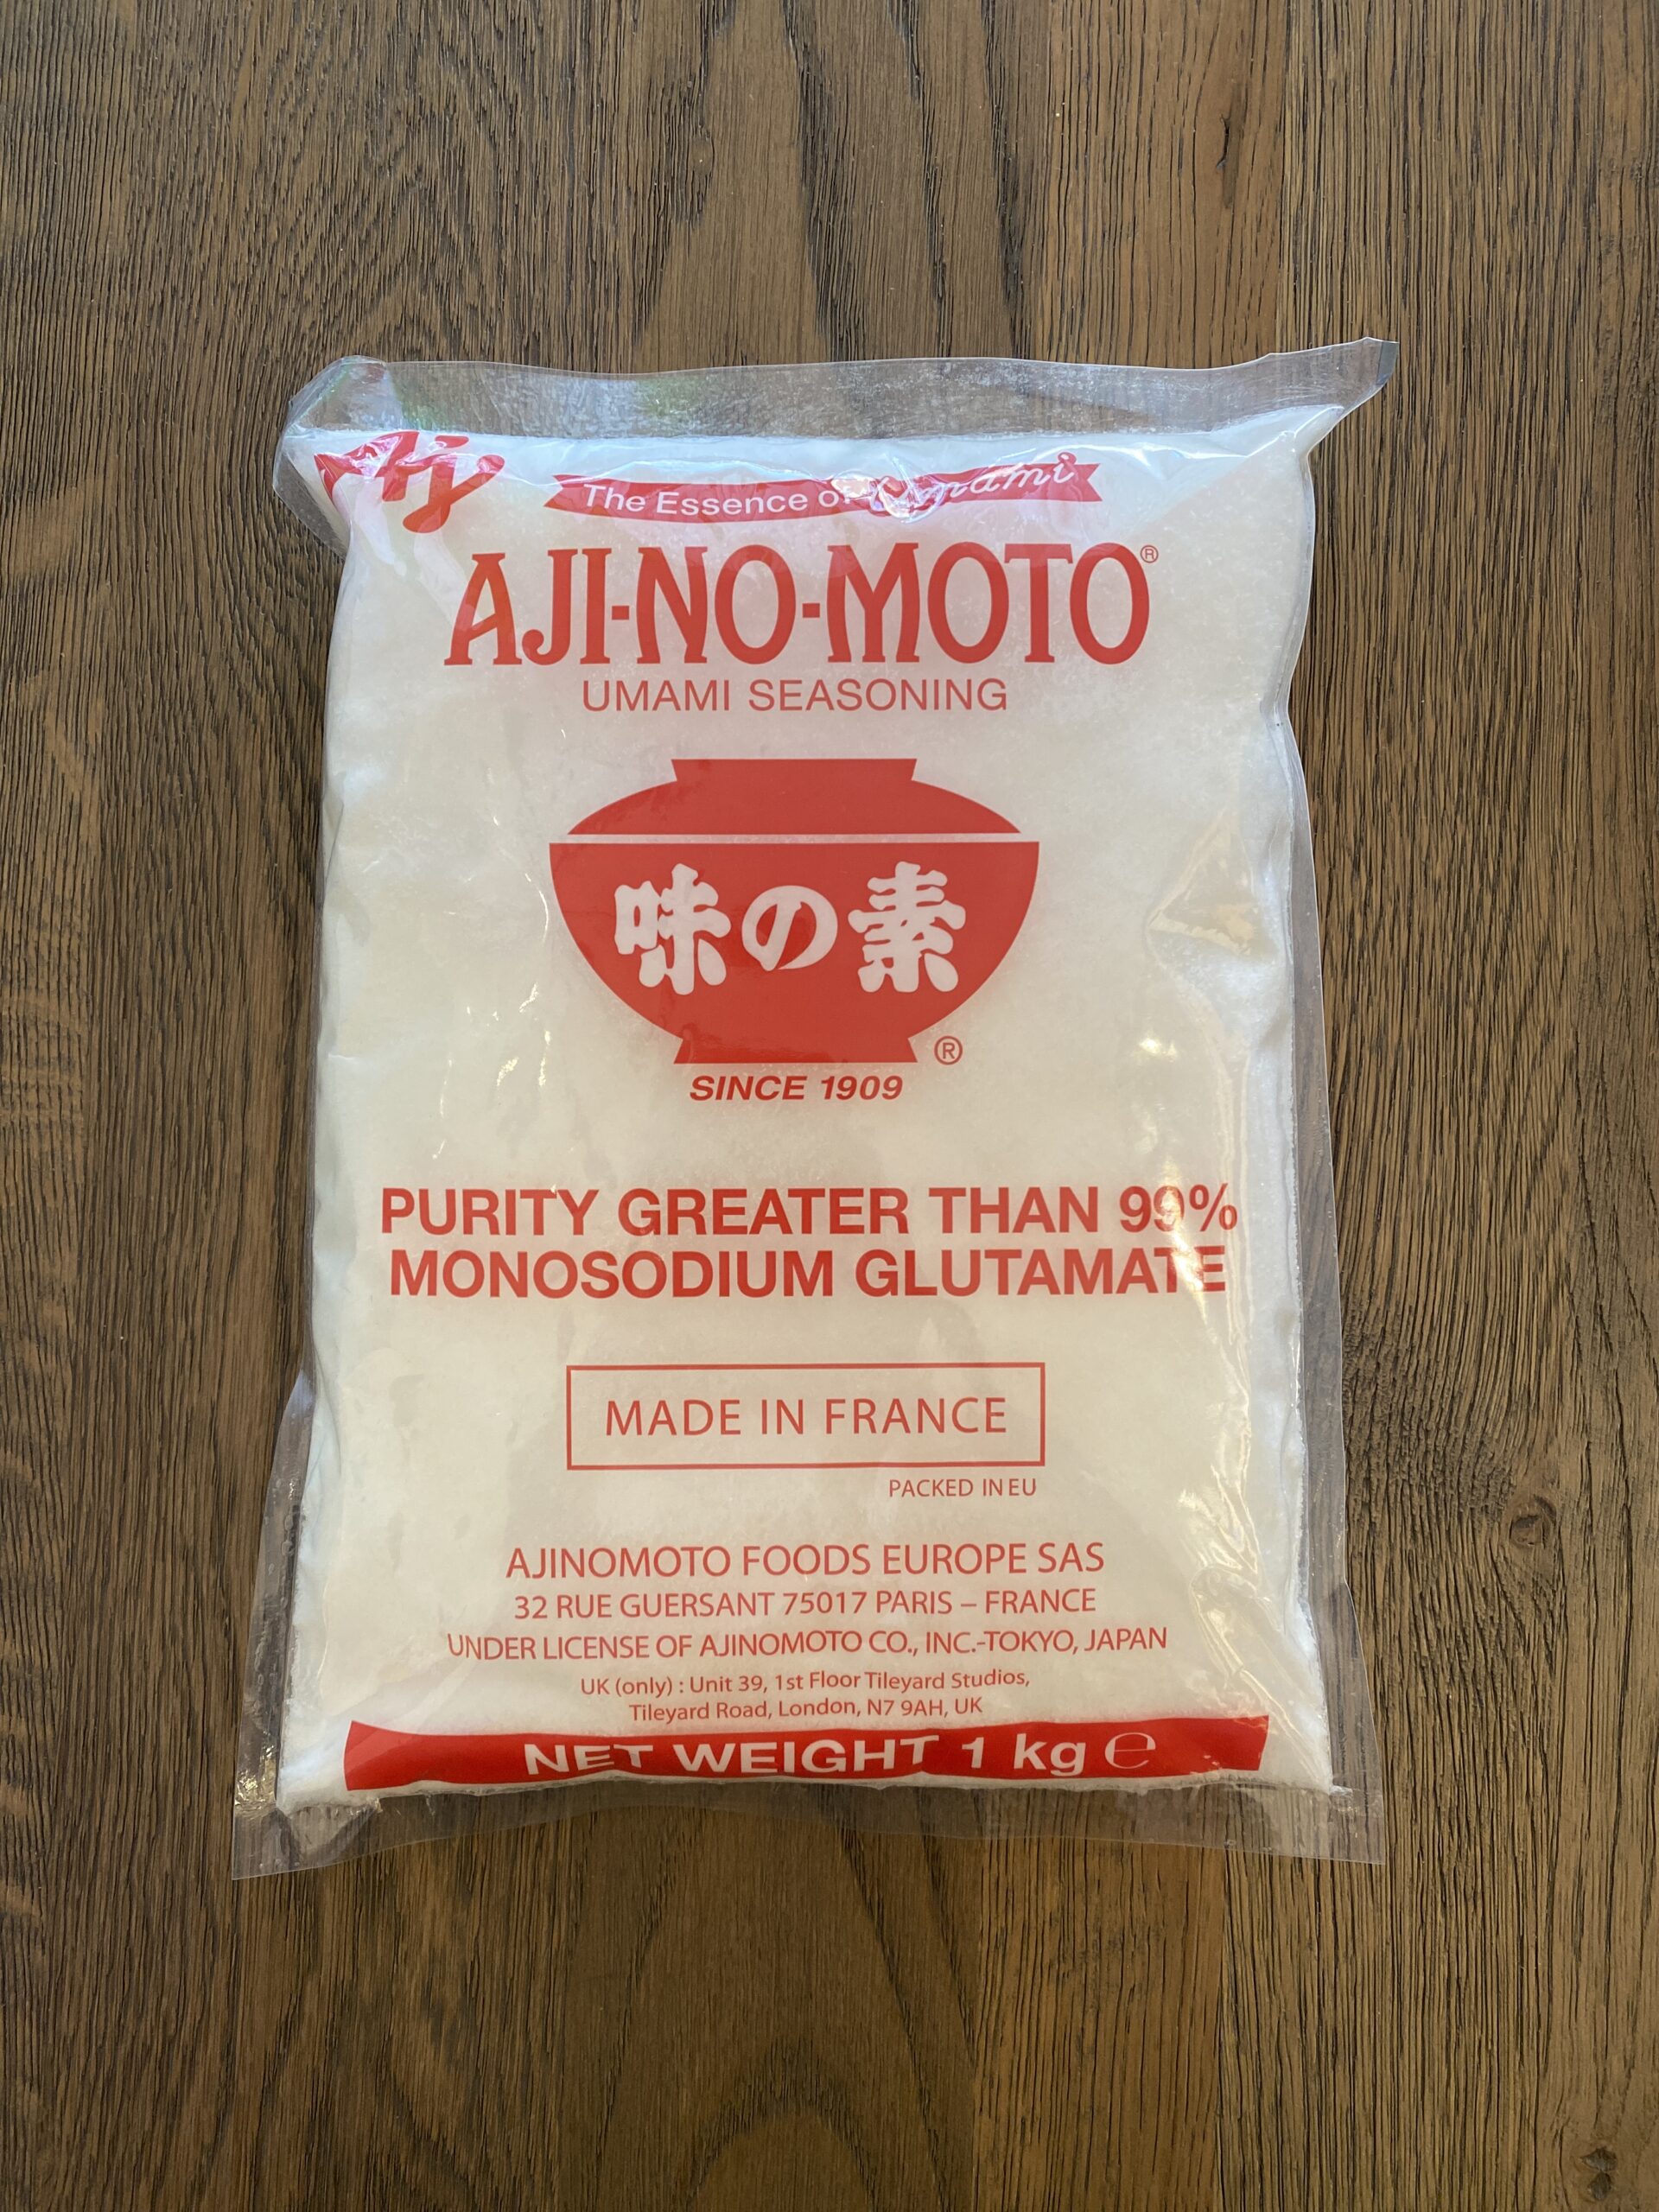 Aj
The Essence of Umami
AJI-NO-MOTO®
UMAMI SEASONING
味の素
®
SINCE 1909
PURITY GREATER THAN 99%
MONOSODIUM GLUTAMATE
MADE IN FRANCE
PACKED IN EU
AJINOMOTO FOODS EUROPE SAS
32 RUE GUERSANT 75017 PARIS – FRANCE
UNDER LICENSE OF AJINOMOTO CO., INC.-TOKYO, JAPAN
UK (only) : Unit 39, 1st Floor Tileyard Studios,
Tileyard Road, London, N7 9AH, UK
NET WEIGHT 1 kg ℮